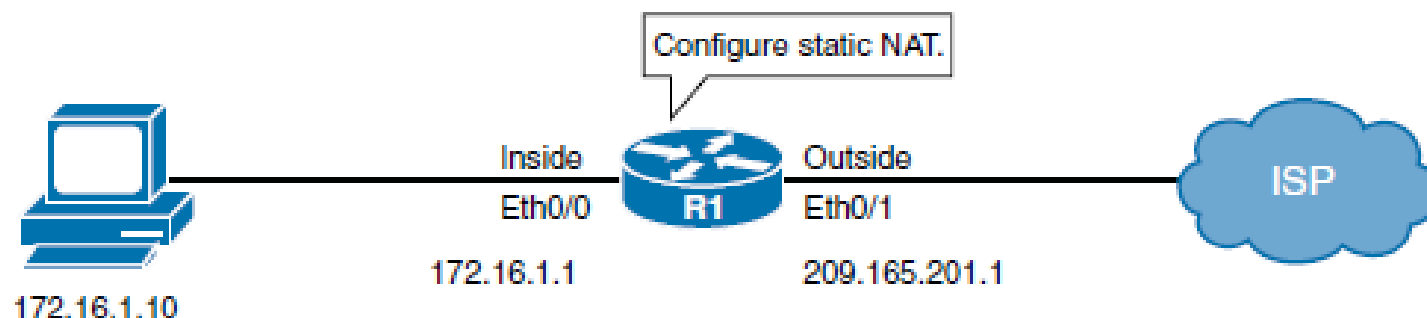 Configure static NAT.
Inside
Outside
ISP
Eth0/0
R1
Eth0/1
172.16.1.1
209.165.201.1
172.16.1.10